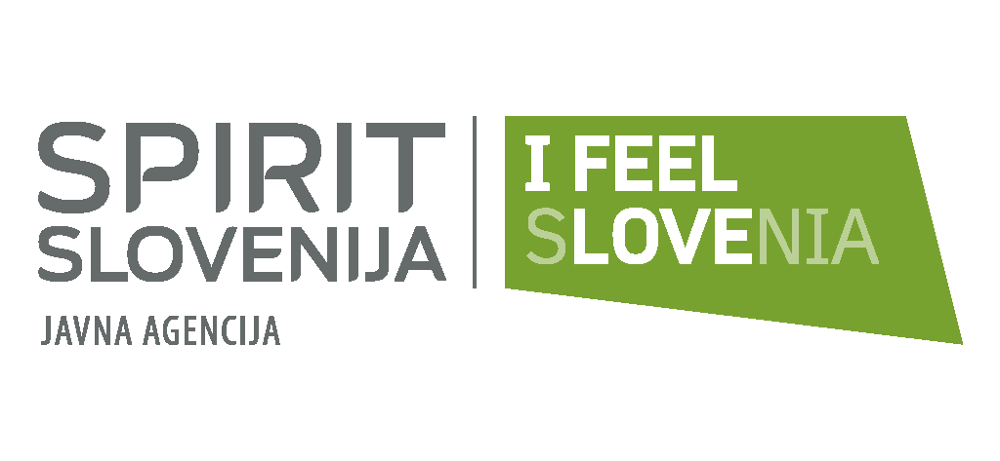 SPIRIT
SLOVENIJA
JAVNA AGENCIJA
I FEEL
SLOVENIA